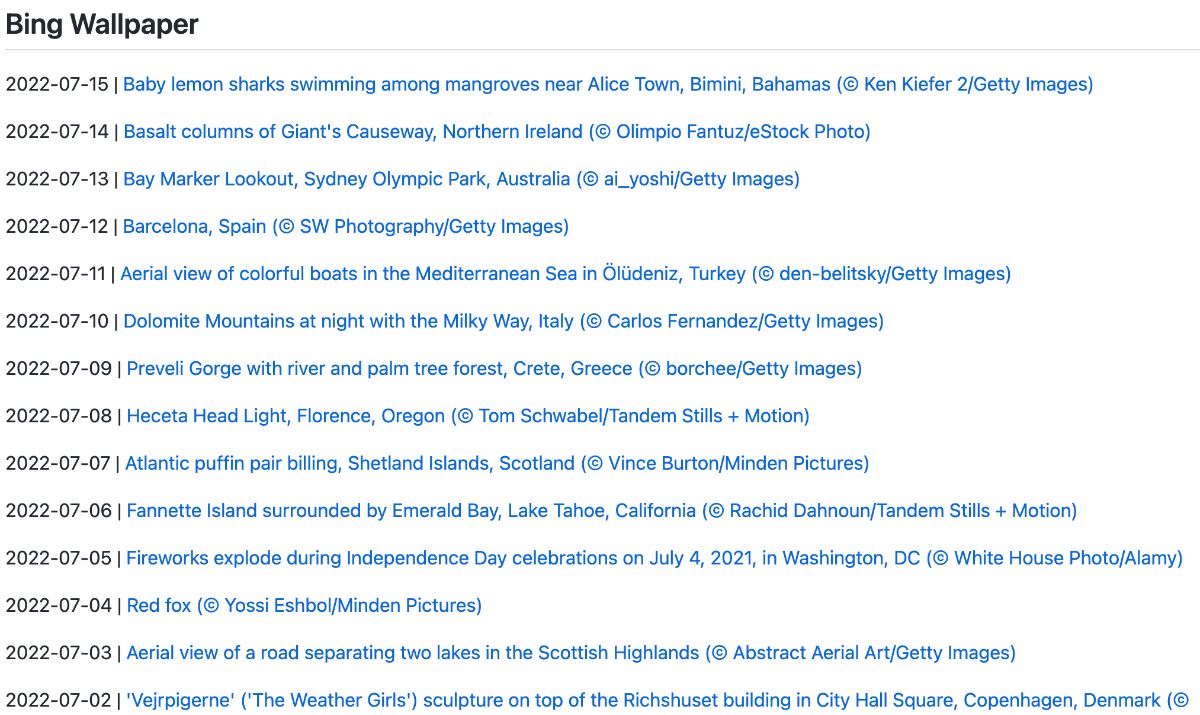 Bing Wallpaper
2022-07-15 | Baby lemon sharks swimming among mangroves near Alice Town, Bimini, Bahamas (© Ken Kiefer 2/Getty Images)
2022-07-14 | Basalt columns of Giant's Causeway, Northern Ireland (© Olimpio Fantuz/eStock Photo)
2022-07-13 | Bay Marker Lookout, Sydney Olympic Park, Australia (© ai_yoshi/Getty Images)
2022-07-12 | Barcelona, Spain (© SW Photography/Getty Images)
2022-07-11 | Aerial view of colorful boats in the Mediterranean Sea in Ölüdeniz, Turkey (© den-belitsky/Getty Images)
2022-07-10 | Dolomite Mountains at night with the Milky Way, Italy (© Carlos Fernandez/Getty Images)
2022-07-09 | Preveli Gorge with river and palm tree forest, Crete, Greece (© borchee/Getty Images)
2022-07-08 | Heceta Head Light, Florence, Oregon (© Tom Schwabel/Tandem Stills + Motion)
2022-07-07 | Atlantic puffin pair billing, Shetland Islands, Scotland (© Vince Burton/Minden Pictures)
2022-07-06 | Fannette Island surrounded by Emerald Bay, Lake Tahoe, California (© Rachid Dahnoun/Tandem Stills + Motion)
2022-07-05 | Fireworks explode during Independence Day celebrations on July 4, 2021, in Washington, DC (© White House Photo/Alamy)
2022-07-04 | Red fox (© Yossi Eshbol/Minden Pictures)
2022-07-03 | Aerial view of a road separating two lakes in the Scottish Highlands (© Abstract Aerial Art/Getty Images)
2022-07-02 | 'Vejrpigerne' ('The Weather Girls') sculpture on top of the Richshuset building in City Hall Square, Copenhagen, Denmark (©